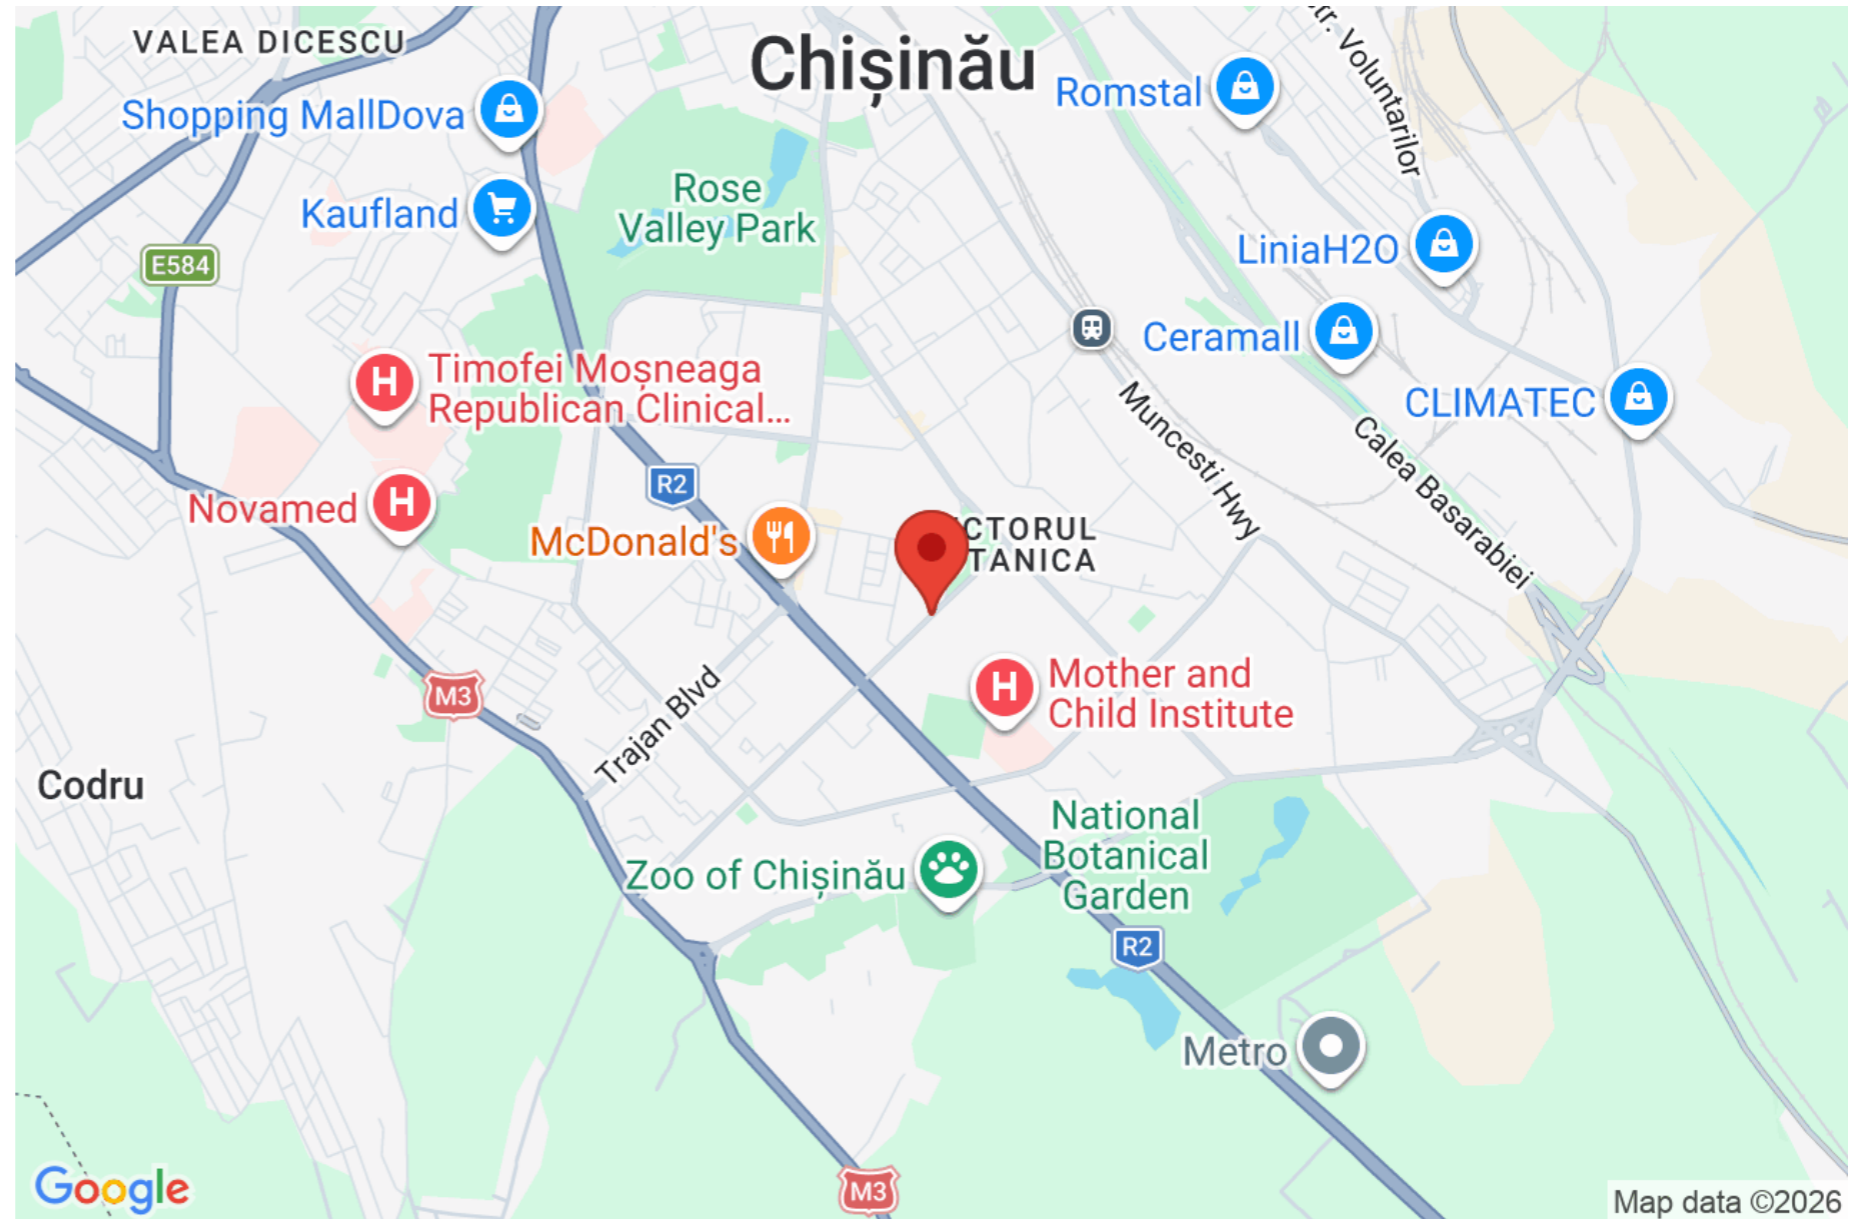 VALEA DICESCU
Chișinău
Shopping MallDova
Romstal
Str. Voluntarilor
Rose
Valley Park
Kaufland
LiniaH2O
E584
Ceramall
Timofei Moșneaga
Republican Clinical...
CLIMATEC
Muncesti Hwy
Calea Basarabiei
R2
Novamed
McDonald's
CTORUL
TANICA
Mother and
Child Institute
M3
Trajan Blvd
Codru
National
Botanical
Garden
Zoo of Chișinău
R2
Metro
M3
Google
Map data ©2026